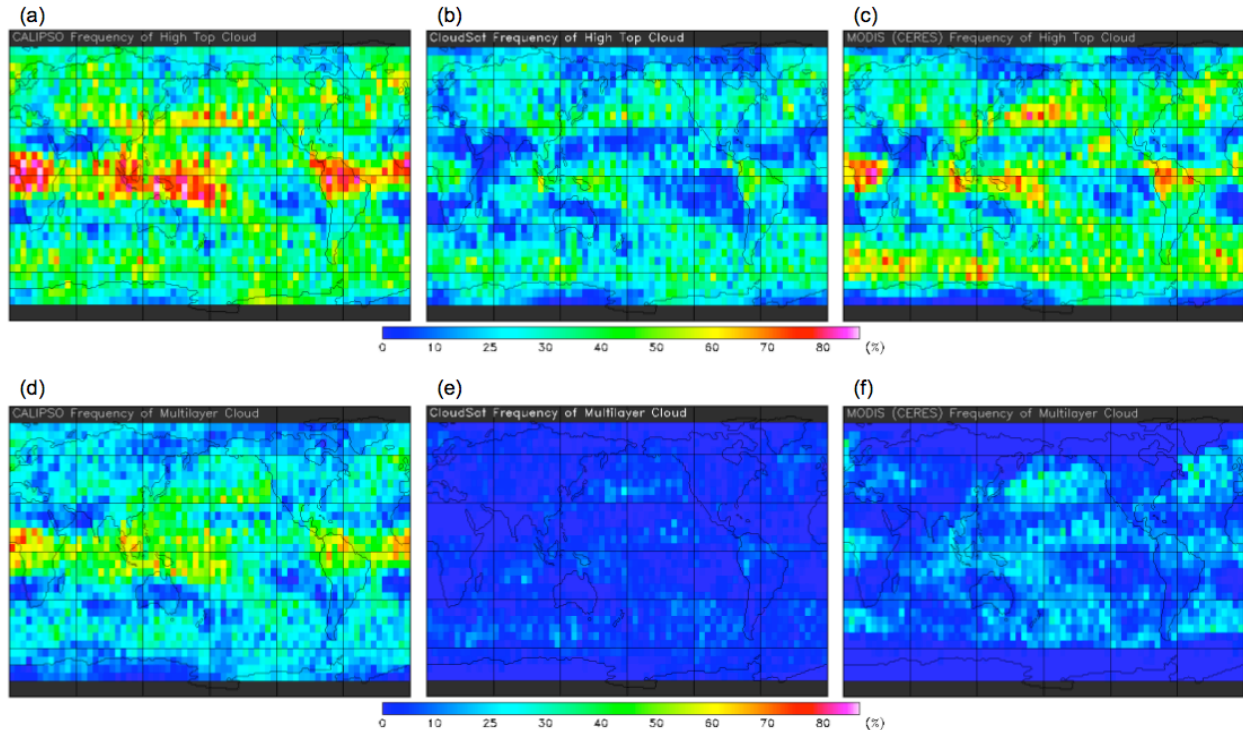 (a)
(b)
(c)
CALIPSO Frequency of High Top Cloud
CloudSat Frequency of High Top Cloud
MODIS (CERES) Frequency of High Top Cloud
0 10 25 30 40 50 60 70 80 (%)
(d)
(e)
(f)
CALIPSO Frequency of Multilayer Cloud
CloudSat Frequency of Multilayer Cloud
MODIS (CERES) Frequency of Multilayer Cloud
0 10 25 30 40 50 60 70 80 (%)